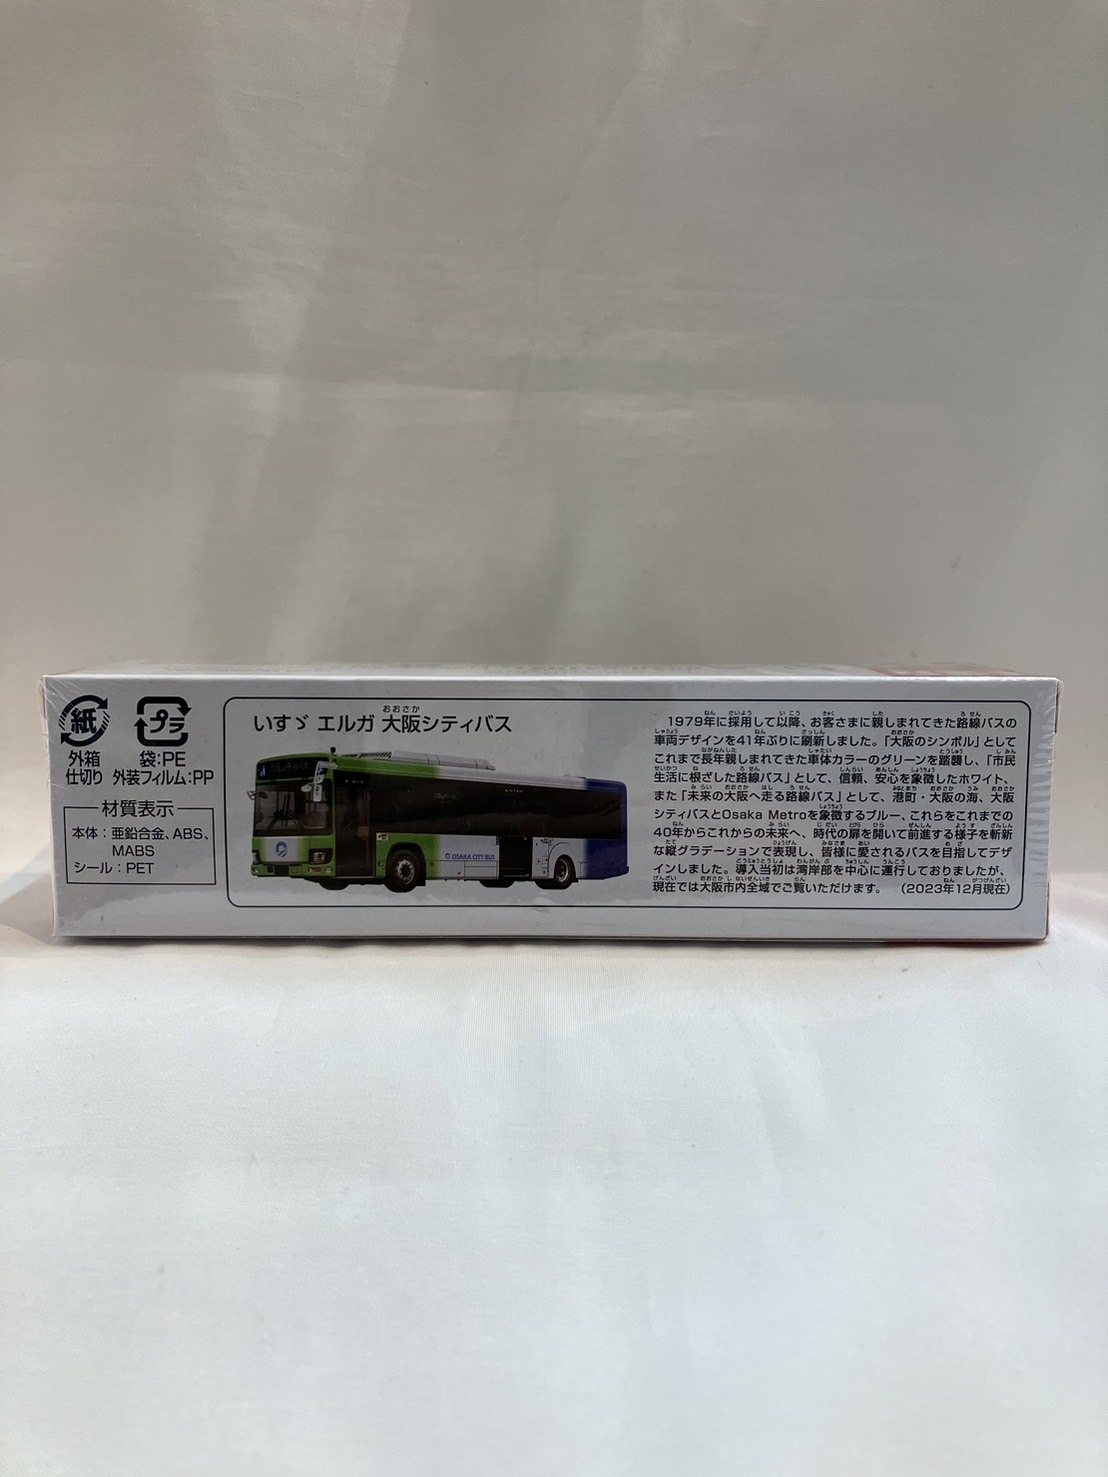 紙
外箱
仕切り
プラ
袋:PE
外装フィルム:PP
材質表示
本体:亜鉛合金、ABS、
MABS
シール:PET
いすゞ エルガ 大阪シティバス
OSAKA CITY BUS
1979年に採用して以降、お客さまに親しまれてきた路線バスの
車両デザインを41年ぶりに刷新しました。「大阪のシンボル」として
これまで長年親しまれてきた車体カラーのグリーンを踏襲し、「市民
生活に根ざした路線バス」として、信頼、安心を象徴したホワイト、
また「未来の大阪へ走る路線バス」として、港町・大阪の海、大阪
シティバスとOsaka Metroを象徴するブルー、これらをこれまでの
40年からこれからの未来へ、時代の扉を開いて前進する様子を斬新
な縦グラデーションで表現し、皆様に愛されるバスを目指してデザ
インしました。導入当初は湾岸部を中心に運行しておりましたが、
現在では大阪市内全域でご覧いただけます。 (2023年12月現在)